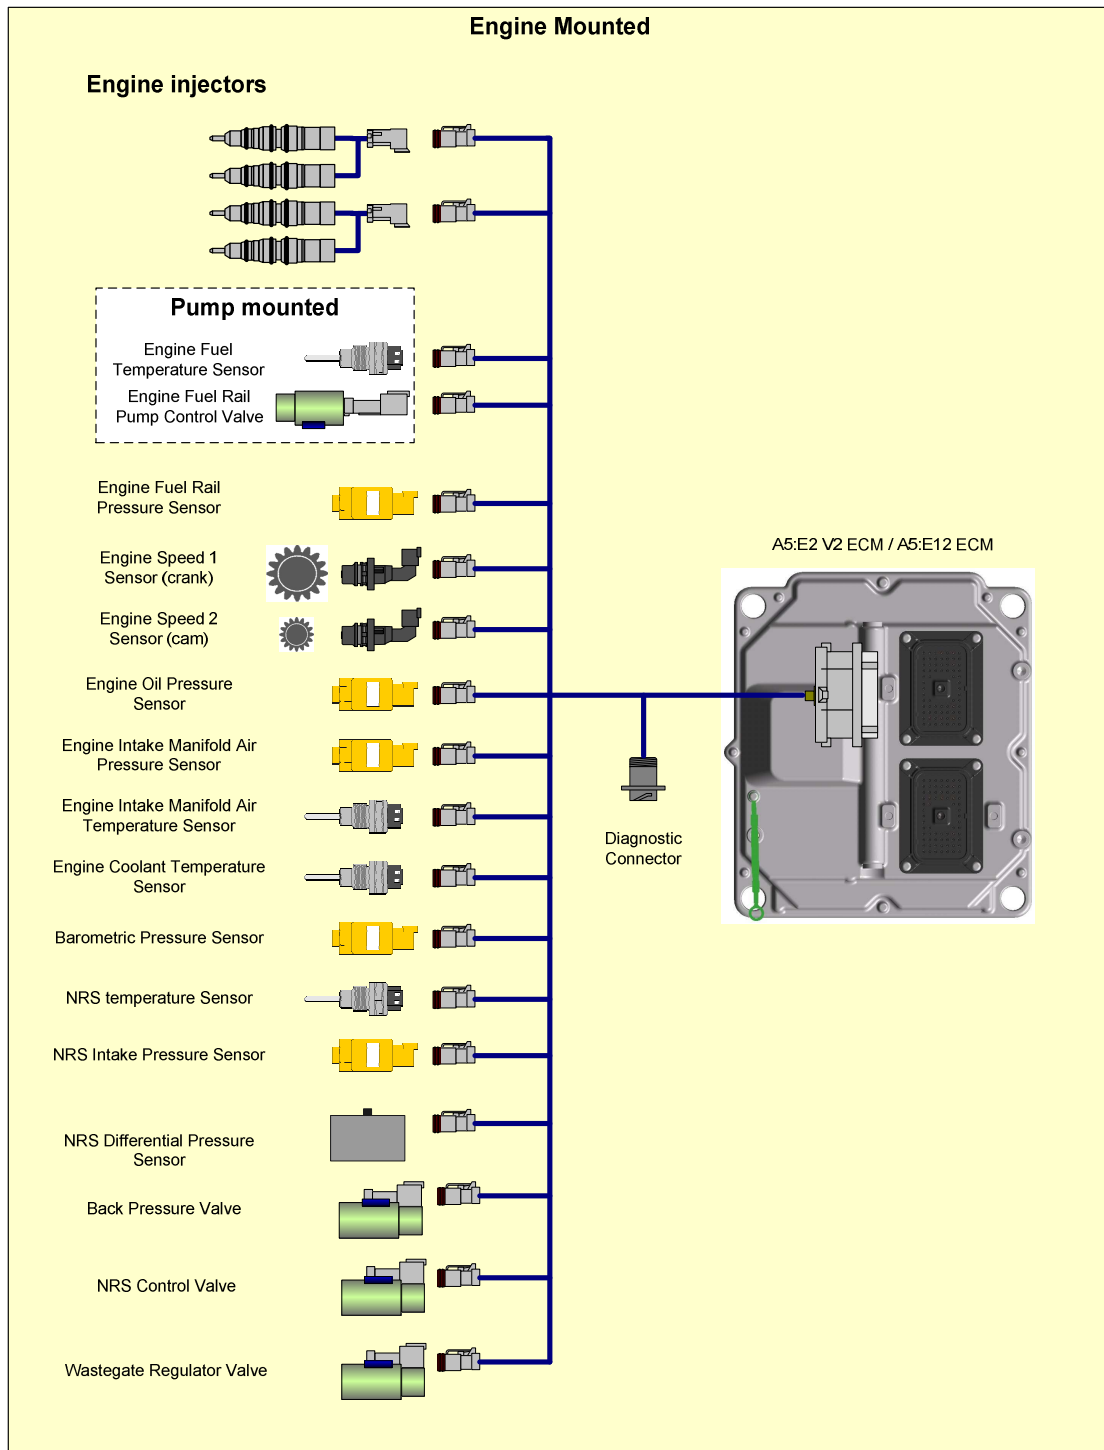 Engine Mounted
Engine injectors
Pump mounted
Engine Fuel
Temperature Sensor
Engine Fuel Rail
Pump Control Valve
Engine Fuel Rail
Pressure Sensor
Engine Speed 1
Sensor (crank)
Engine Speed 2
Sensor (cam)
Engine Oil Pressure
Sensor
Engine Intake Manifold Air
Pressure Sensor
Engine Intake Manifold Air
Temperature Sensor
Engine Coolant Temperature
Sensor
Barometric Pressure Sensor
NRS temperature Sensor
NRS Intake Pressure Sensor
NRS Differential Pressure
Sensor
Back Pressure Valve
NRS Control Valve
Wastegate Regulator Valve
A5:E2 V2 ECM / A5:E12 ECM
Diagnostic
Connector